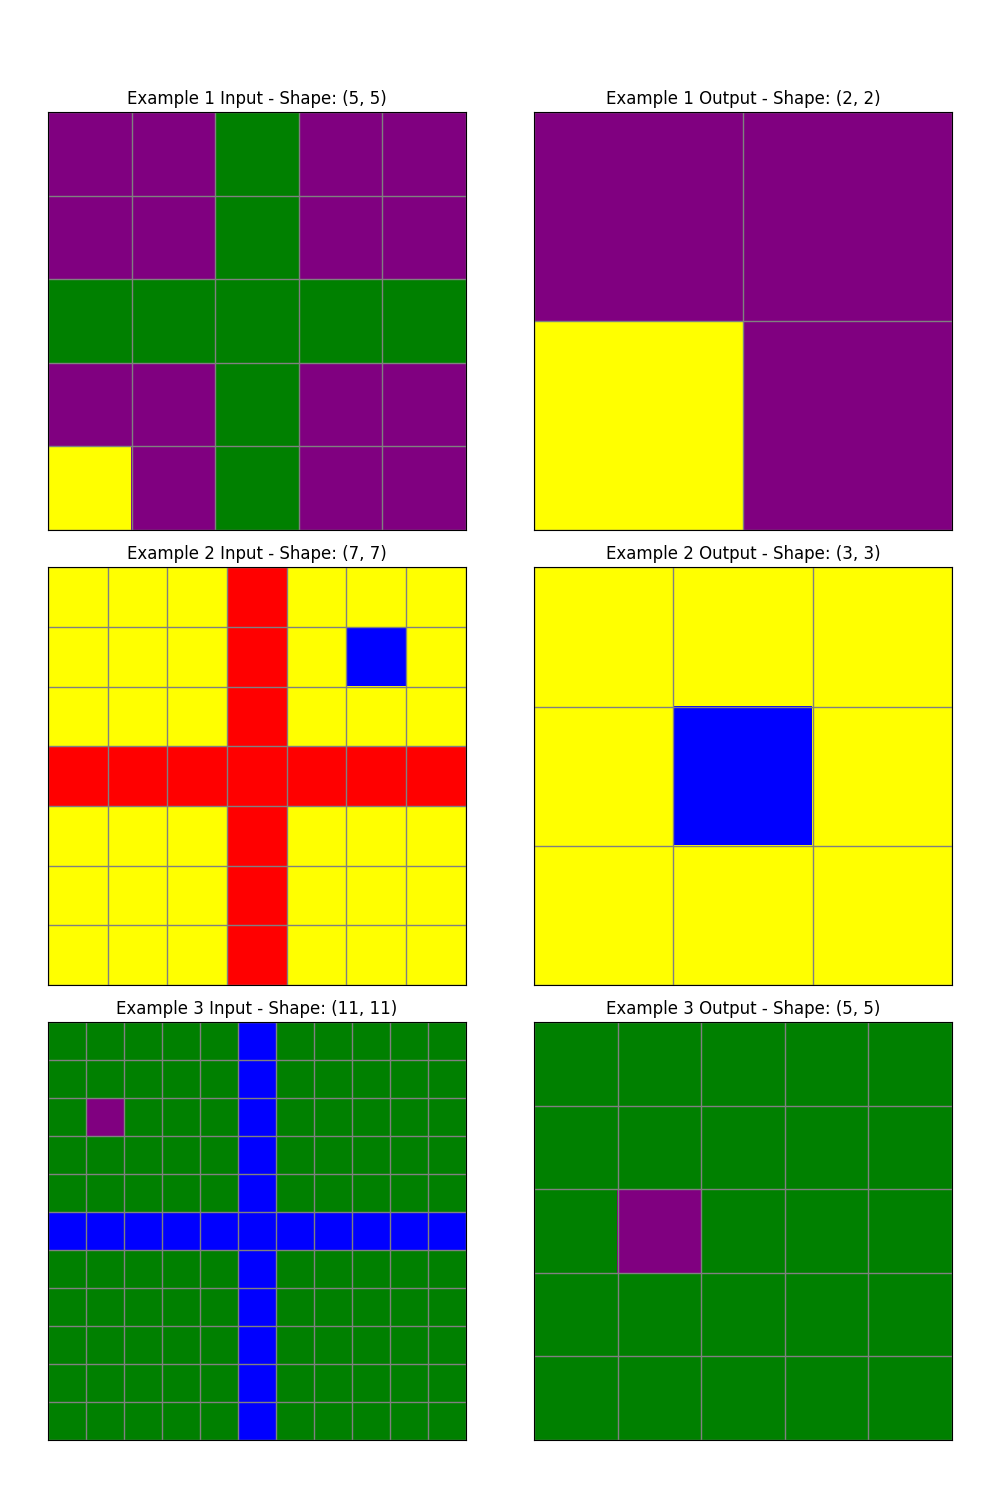 Example 1 Input - Shape: (5, 5)
Example 1 Output - Shape: (2, 2)
Example 2 Input - Shape: (7, 7)
Example 2 Output - Shape: (3, 3)
Example 3 Input - Shape: (11, 11)
Example 3 Output - Shape: (5, 5)